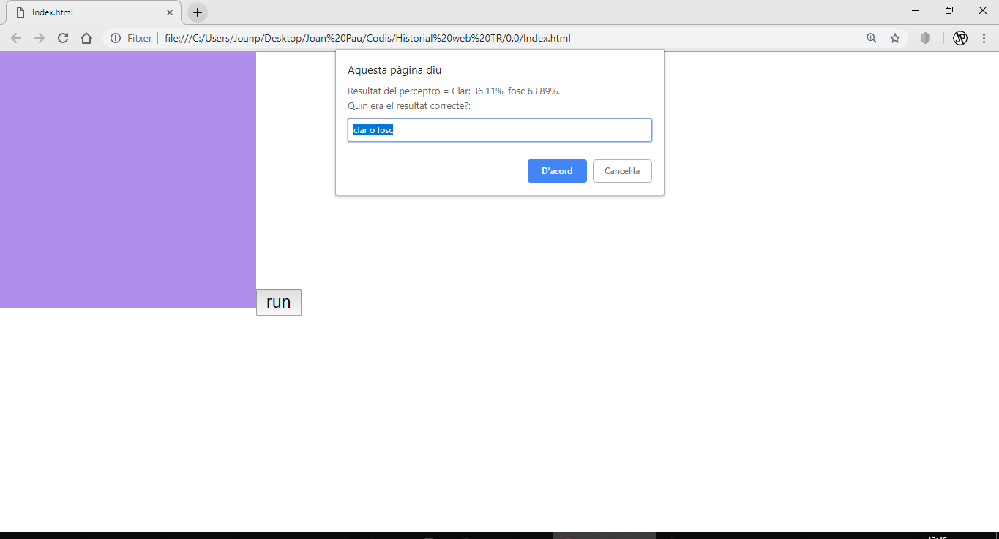 Index.html
Fitxer file:///C:/Users/Joanp/Desktop/Joan%20Pau/Codis/Historial%20web%20TR/0.0/Index.html
JP
Aquesta pàgina diu
Resultat del perceptró = Clar: 36.11%, fosc 63.89%.
Quin era el resultat correcte?:
clar o fosc
D'acord Cancel·la
run